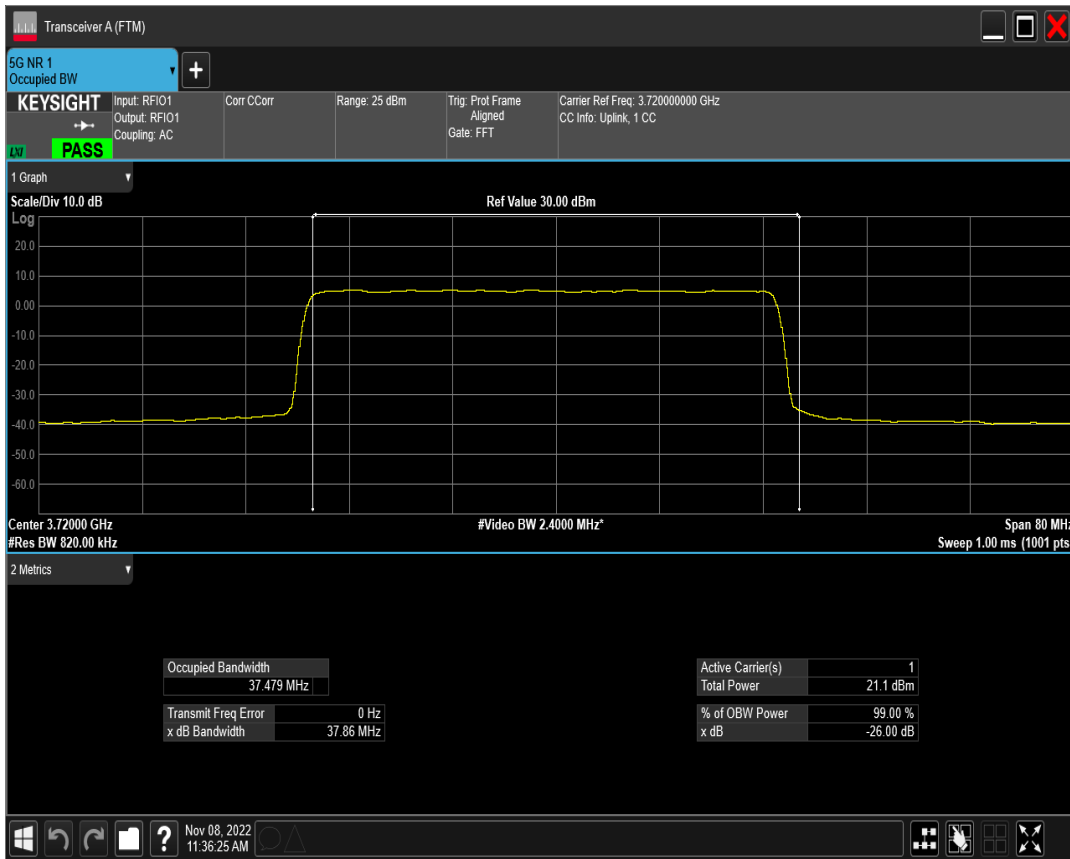 Transceiver A (FTM)
5G NR 1
Occupied BW
+
KEYSIGHT
LXI
PASS
Input: RFIO1
Output: RFIO1
Coupling: AC
Corr CCorr
Range: 25 dBm
Trig: Prot Frame
Aligned
Gate: FFT
Carrier Ref Freq: 3.720000000 GHz
CC Info: Uplink, 1 CC
1 Graph
Scale/Div 10.0 dB
Ref Value 30.00 dBm
Log
20.0
10.0
0.00
-10.0
-20.0
-30.0
-40.0
-50.0
-60.0
Center 3.72000 GHz
#Video BW 2.4000 MHz*
Span 80 MHz
#Res BW 820.00 kHz
Sweep 1.00 ms (1001 pts
2 Metrics
Occupied Bandwidth
37.479 MHz
Transmit Freq Error 0 Hz
x dB Bandwidth 37.86 MHz
Active Carrier(s) 1
Total Power 21.1 dBm
% of OBW Power 99.00 %
x dB -26.00 dB
?
Nov 08, 2022
11:36:25 AM